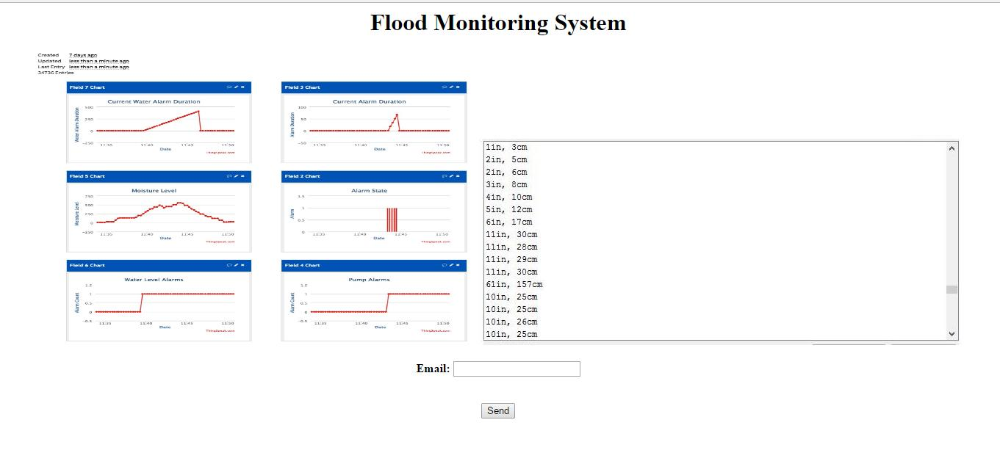 Flood Monitoring System
Created 7 days ago
Updated less than a minute ago
Last Entry less than a minute ago
34736 Entries
Field 7 Chart
Current Water Alarm Duration
Water Alarm Duration
500
250
0
-250
11:35 11:40 11:45 11:50
Date
ThingSpeak.com
Field 3 Chart
Current Alarm Duration
Alarm Duration
100
50
0
-50
11:35 11:40 11:45 11:50
Date
ThingSpeak.com
Field 5 Chart
Moisture Level
Moisture Level
750
500
250
0
-250
11:35 11:40 11:45 11:50
Date
ThingSpeak.com
Field 2 Chart
Alarm State
Alarm
1.5
1
0.5
0
11:35 11:40 11:45 11:50
Date
ThingSpeak.com
Field 6 Chart
Water Level Alarms
Alarm Count
1.5
1
0.5
0
-0.5
11:35 11:40 11:45 11:50
Date
ThingSpeak.com
Field 4 Chart
Pump Alarms
Alarm Count
1.5
1
0.5
0
-0.5
11:35 11:40 11:45 11:50
Date
ThingSpeak.com
1in, 3cm
2in, 5cm
2in, 6cm
3in, 8cm
4in, 10cm
5in, 12cm
6in, 17cm
11in, 30cm
11in, 28cm
11in, 29cm
11in, 30cm
61in, 157cm
10in, 25cm
10in, 25cm
10in, 26cm
10in, 25cm
Email:
Send